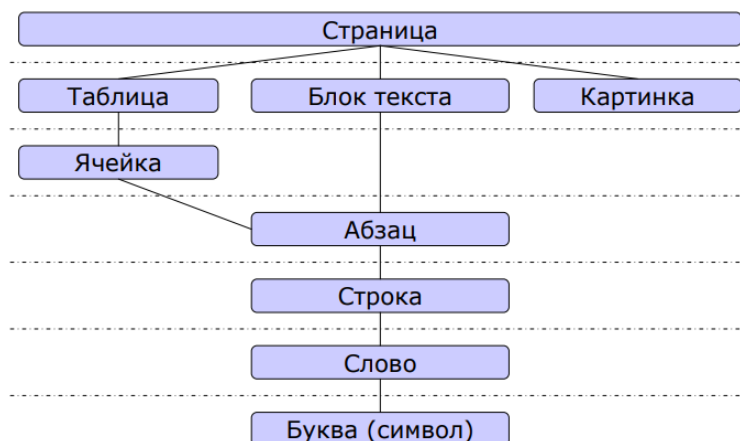 Страница
Таблица
Блок текста
Картинка
Ячейка
Абзац
Строка
Слово
Буква (символ)